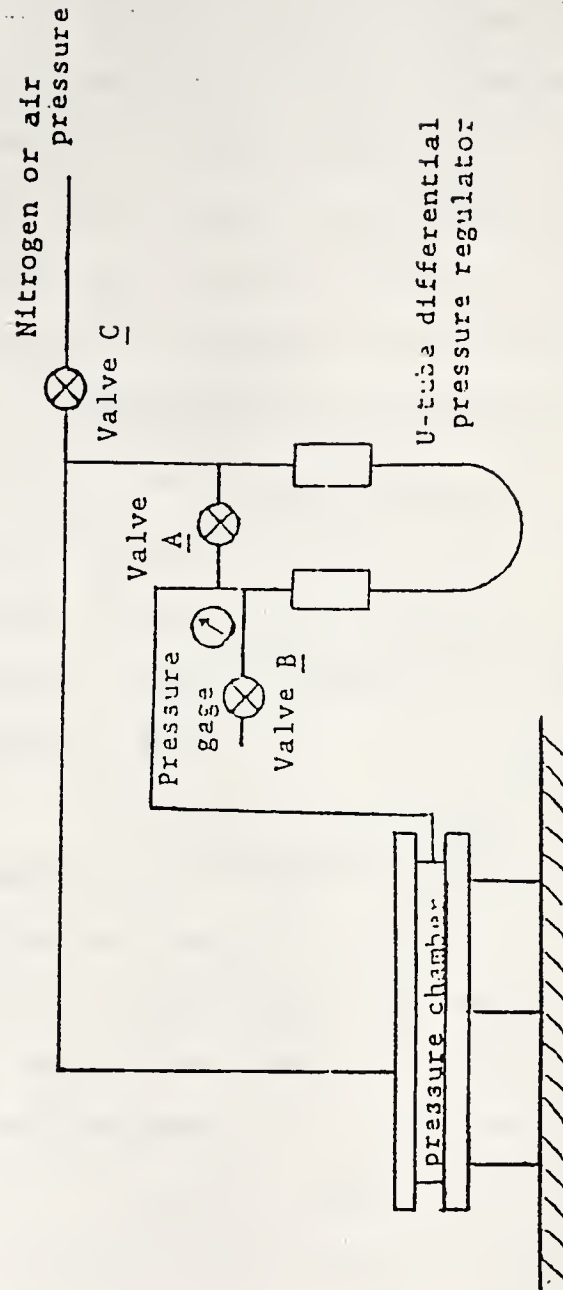 Nitrogen or air
pressure
Valve C
Valve
A
Pressure
gage
Valve B
U-tube differential
pressure regulator
pressure chamber